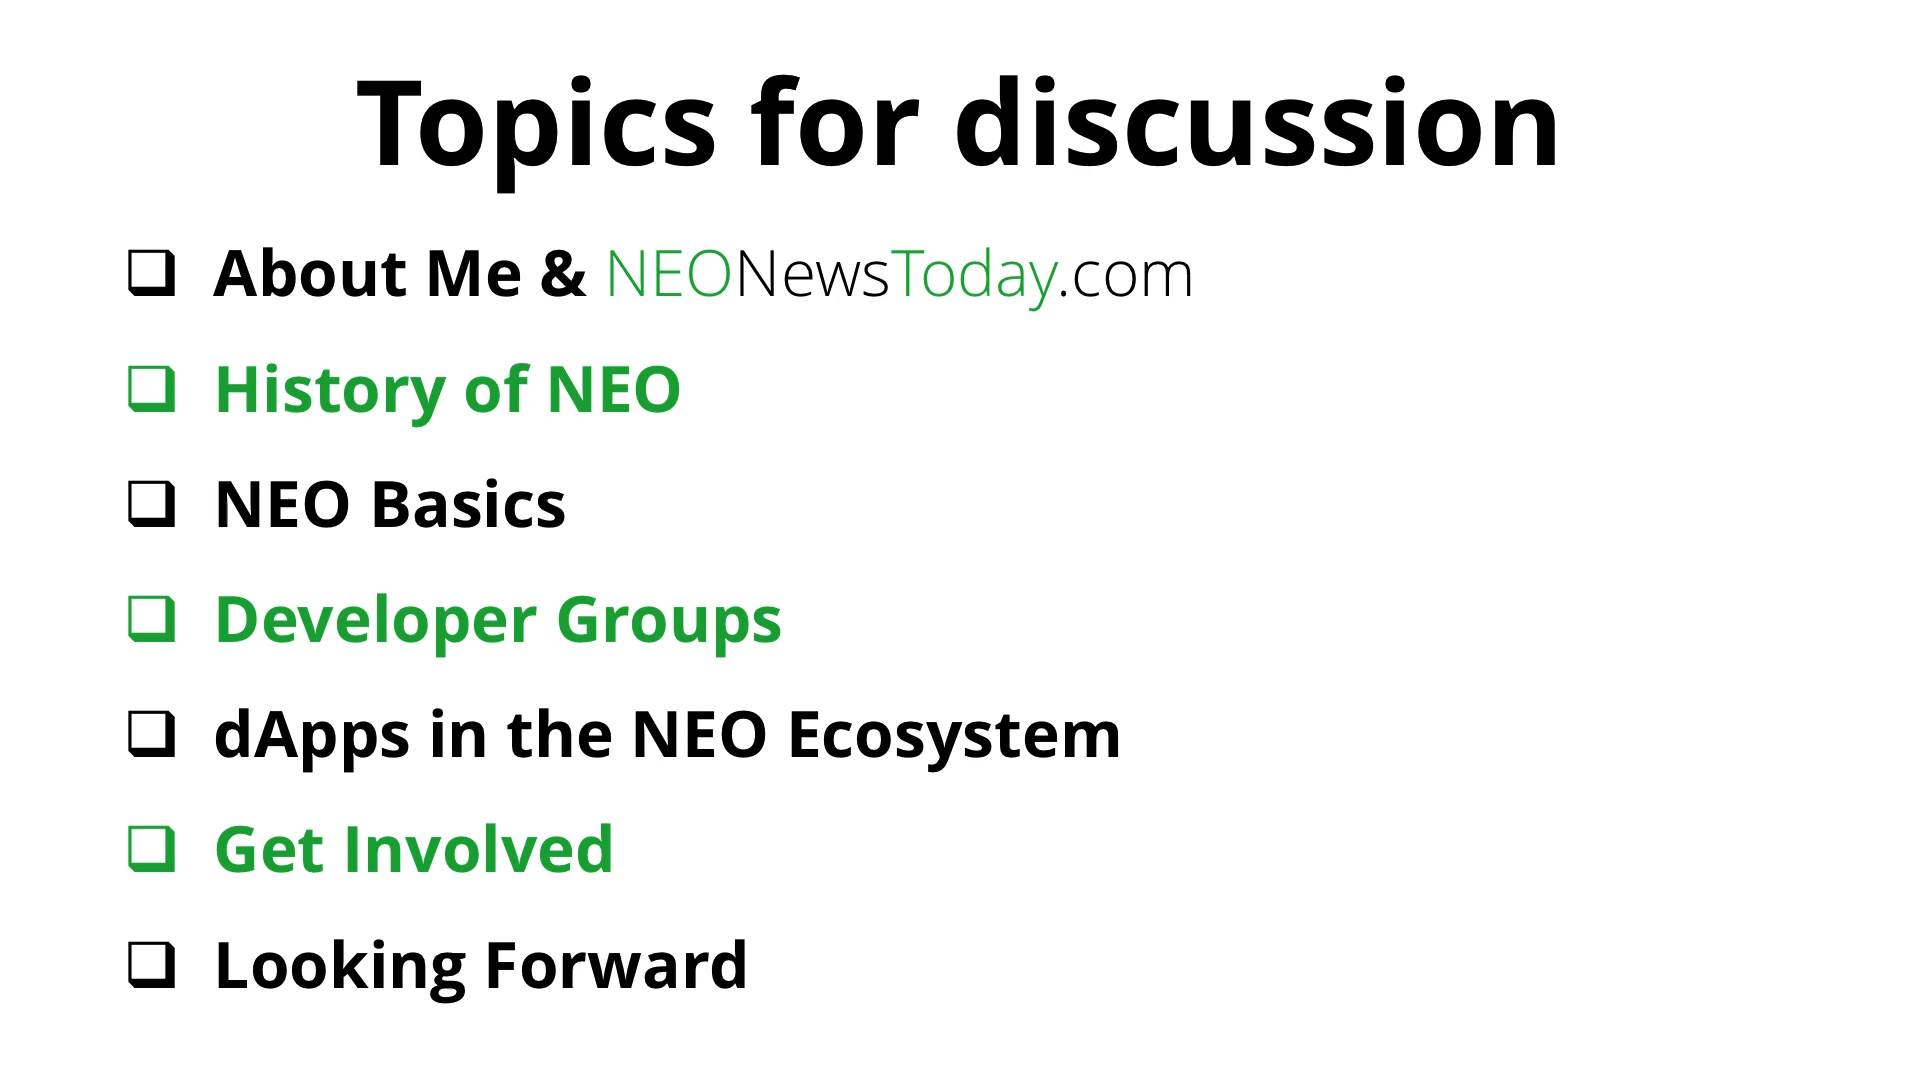 Topics for discussion
❑ About Me & NEONewsToday.com
❑ History of NEO
❑ NEO Basics
❑ Developer Groups
❑ dApps in the NEO Ecosystem
❑ Get Involved
❑ Looking Forward